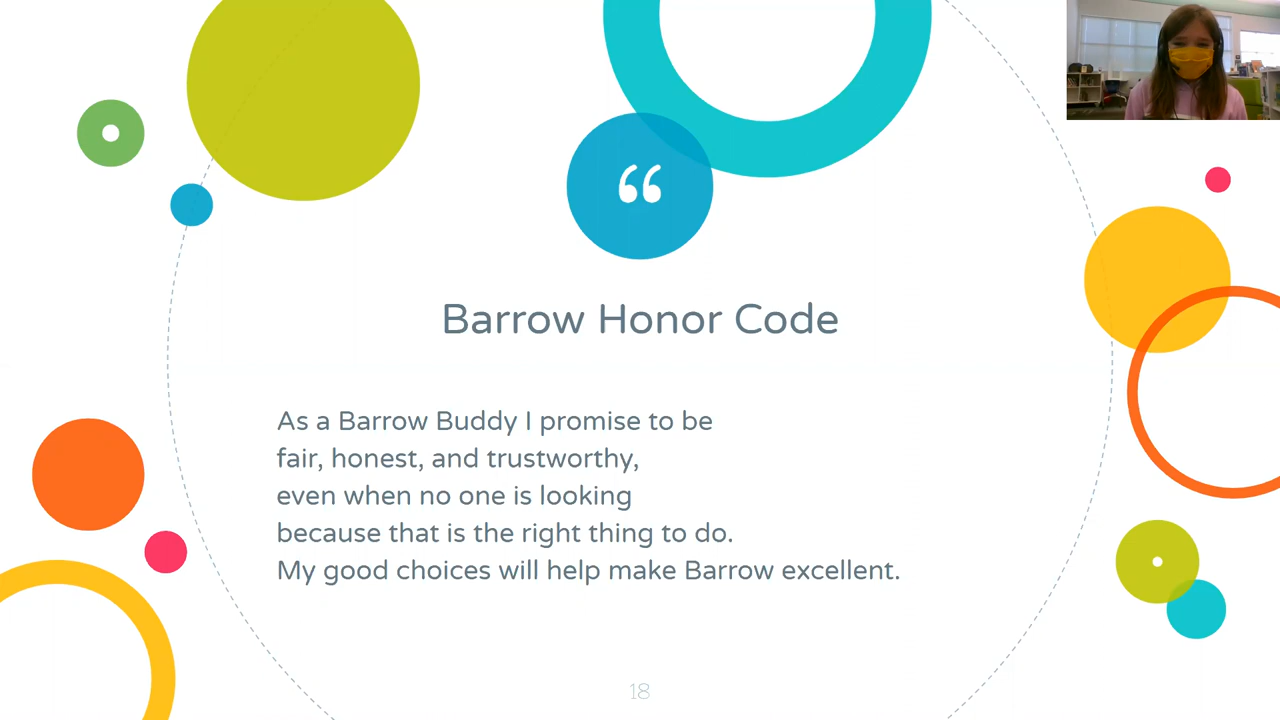 “
Barrow Honor Code
As a Barrow Buddy I promise to be
fair, honest, and trustworthy,
even when no one is looking
because that is the right thing to do.
My good choices will help make Barrow excellent.
18